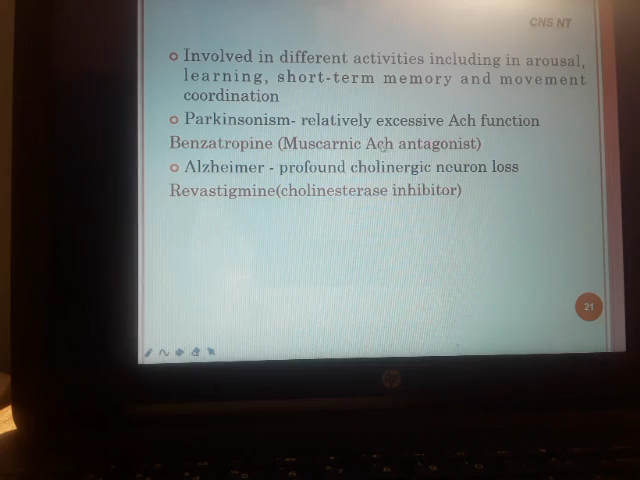 CNS NT
Involved in different activities including in arousal,
learning, short-term memory and movement
coordination
Parkinsonism- relatively excessive Ach function
Benzatropine (Muscarnic Ach antagonist)
Alzheimer - profound cholinergic neuron loss
Revastigmine(cholinesterase inhibitor)
21
hp